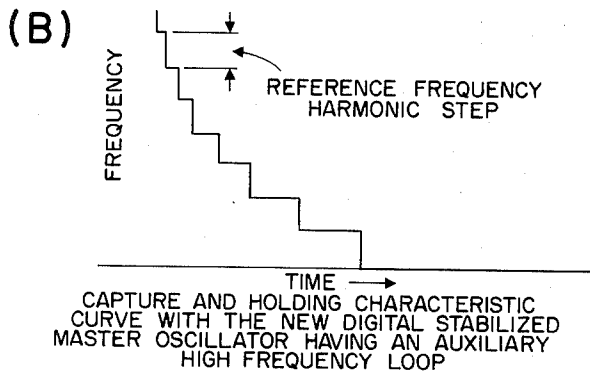 (B)
FREQUENCY
REFERENCE FREQUENCY
HARMONIC STEP
TIME
CAPTURE AND HOLDING CHARACTERISTIC
CURVE WITH THE NEW DIGITAL STABILIZED
MASTER OSCILLATOR HAVING AN AUXILIARY
HIGH FREQUENCY LOOP